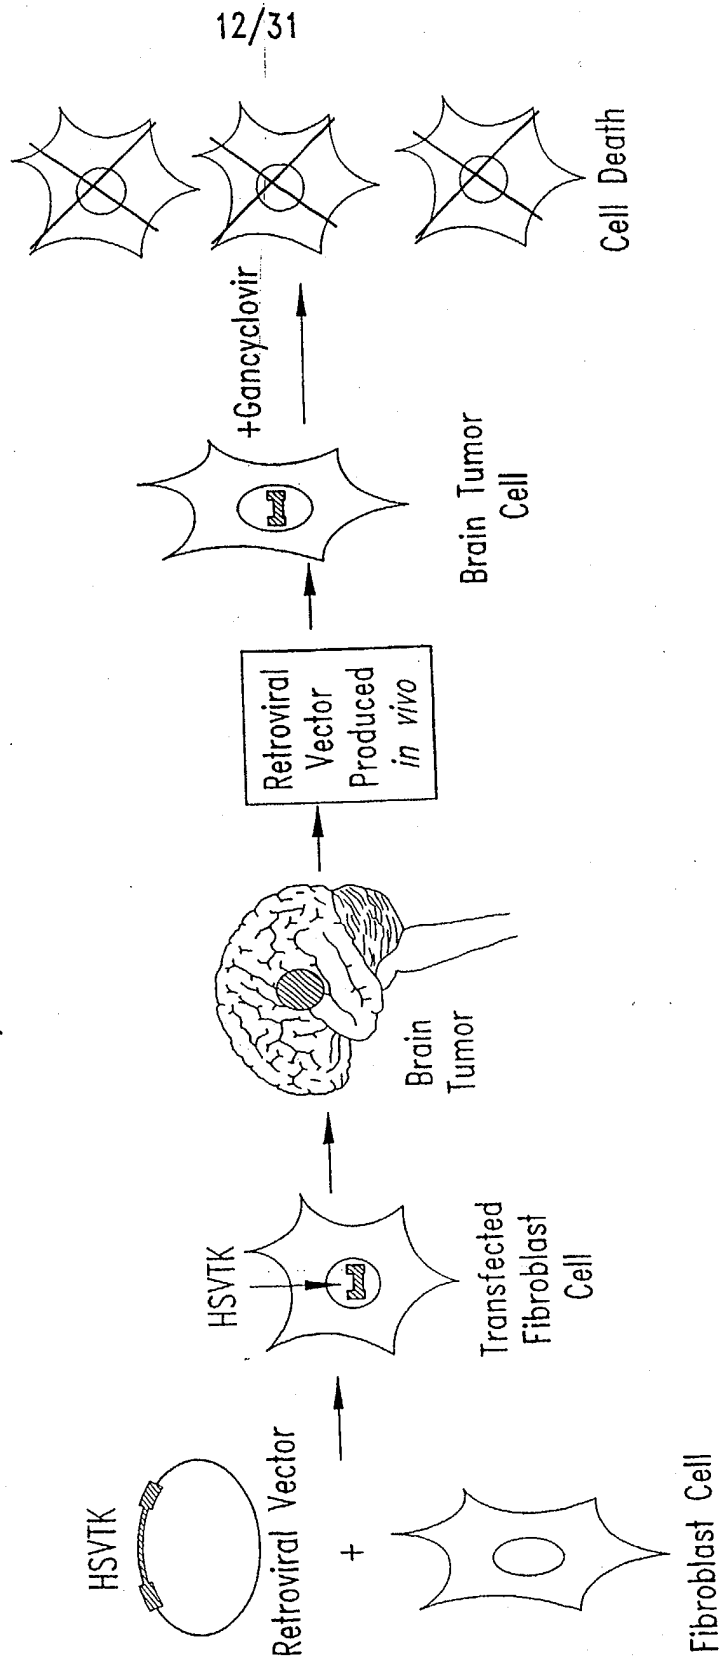 12/31
HSVTK
Retroviral Vector
+
Fibroblast Cell
HSVTK
Transfected
Fibroblast
Cell
Brain
Tumor
Retroviral
Vector
Produced
in vivo
Brain Tumor
Cell
+Gancyclovir
Cell Death